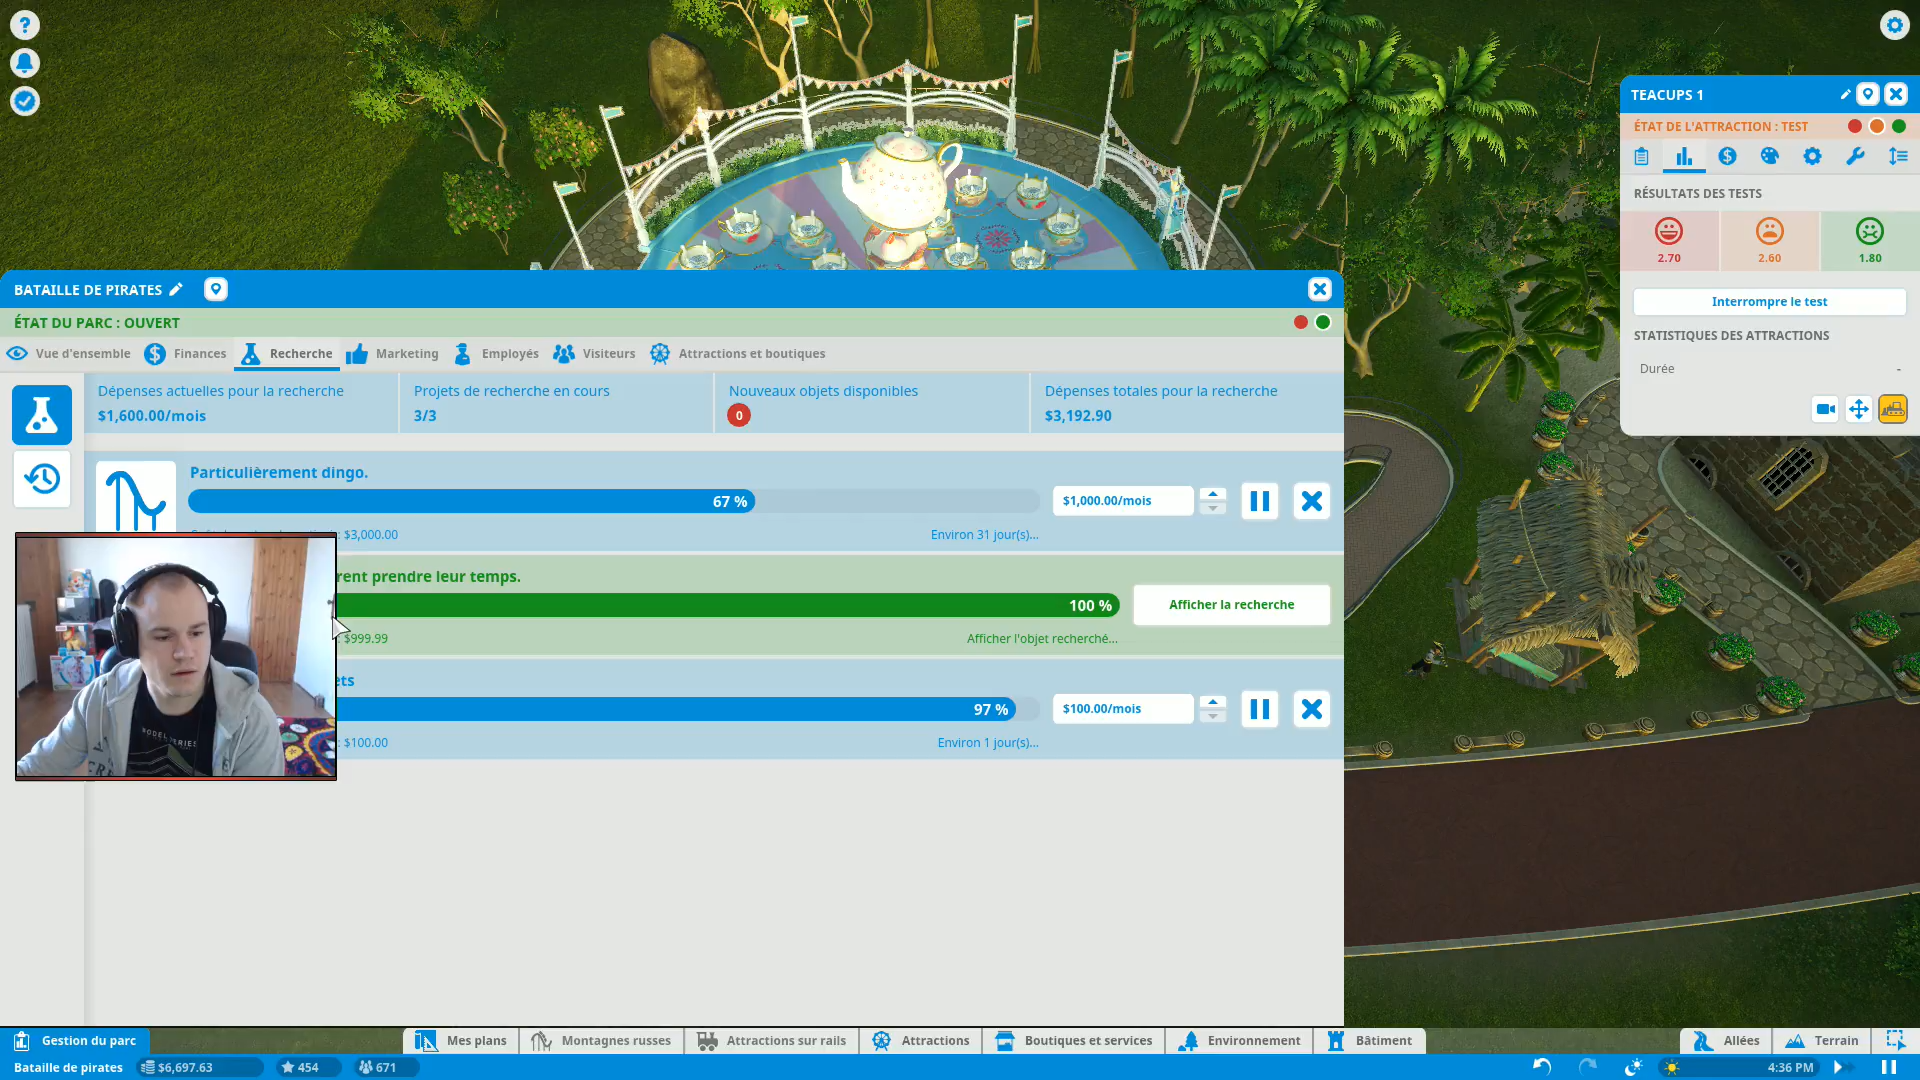 ?
TEACUPS 1
ÉTAT DE L'ATTRACTION : TEST
RÉSULTATS DES TESTS
2.70
2.60
1.80
Interrompre le test
STATISTIQUES DES ATTRACTIONS
Durée
-
BATAILLE DE PIRATES
ÉTAT DU PARC : OUVERT
Vue d'ensemble
Finances
Recherche
Marketing
Employés
Visiteurs
Attractions et boutiques
Dépenses actuelles pour la recherche
$1,600.00/mois
Projets de recherche en cours
3/3
Nouveaux objets disponibles
0
Dépenses totales pour la recherche
$3,192.90
Particulièrement dingo.
67 %
$1,000.00/mois
: $3,000.00
Environ 31 jour(s)...
rent prendre leur temps.
100 %
Afficher la recherche
: $999.99
Afficher l'objet recherché...
ets
97 %
$100.00/mois
: $100.00
Environ 1 jour(s)...
Gestion du parc
Mes plans
Montagnes russes
Attractions sur rails
Attractions
Boutiques et services
Environnement
Bâtiment
Allées
Terrain
Bataille de pirates
$6,697.63
454
671
4:36 PM